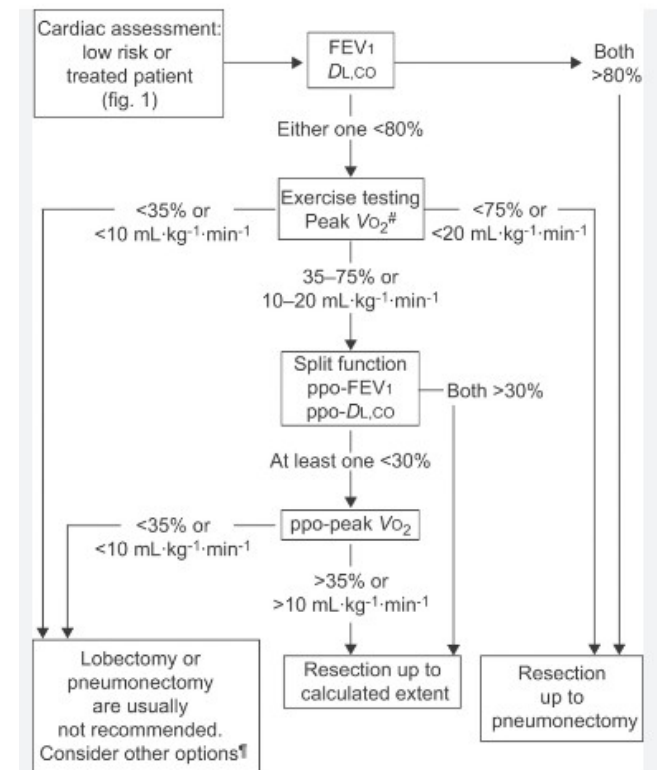 Cardiac assessment:
low risk or
treated patient
(fig. 1)
FEV1
DL,CO
Both
>80%
Either one <80%
<35% or
<10 mL·kg-1·min-1
Exercise testing
Peak VO2#
<75% or
<20 mL·kg-1·min-1
35–75% or
10–20 mL·kg-1·min-1
Split function
ppo-FEV1
ppo-DL,CO
Both >30%
At least one <30%
<35% or
<10 mL·kg-1·min-1
ppo-peak VO2
>35% or
>10 mL·kg-1·min-1
Lobectomy or
pneumonectomy
are usually
not recommended.
Consider other options¶
Resection up to
calculated extent
Resection
up to
pneumonectomy